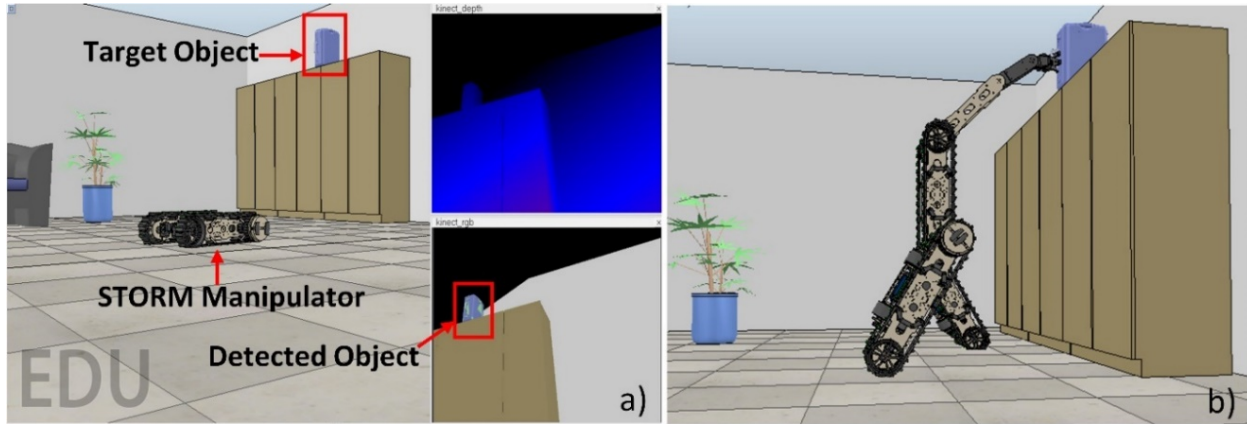 Target Object
STORM Manipulator
Detected Object
EDU
kinect_depth
x
kinect_rgb
x
a)
b)